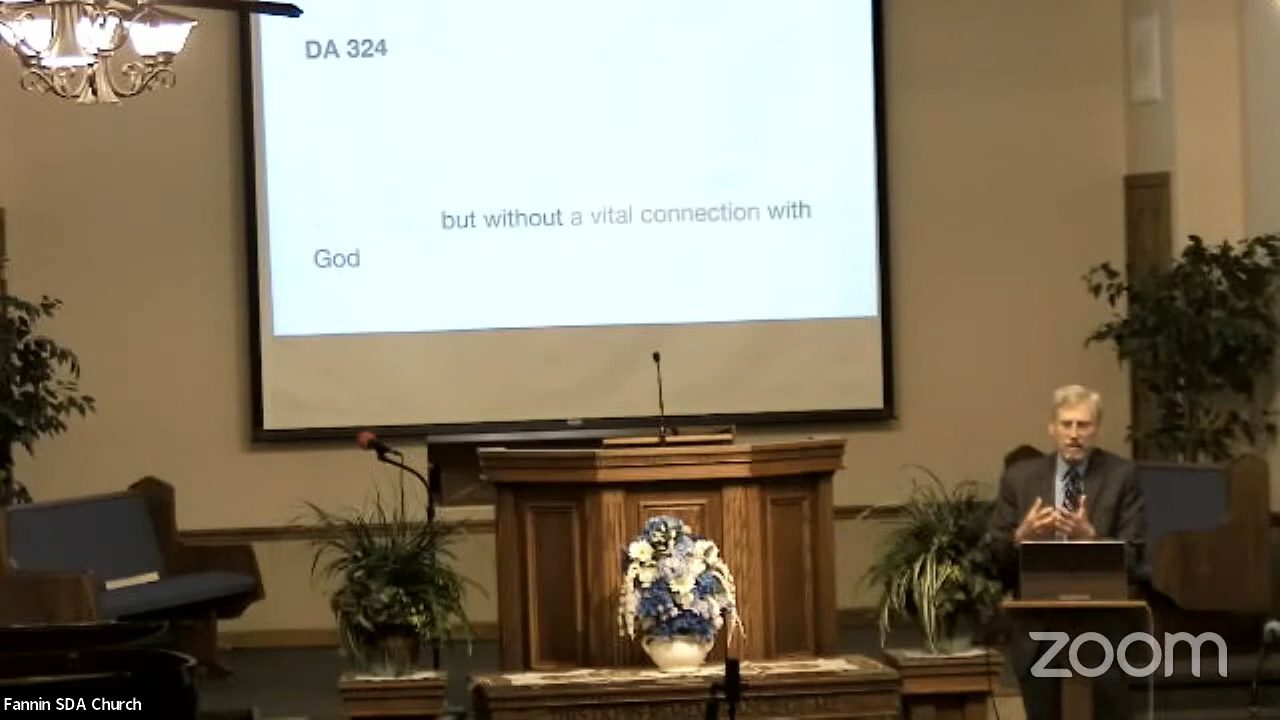 DA 324
but without a vital connection with
God
zoom
Fannin SDA Church